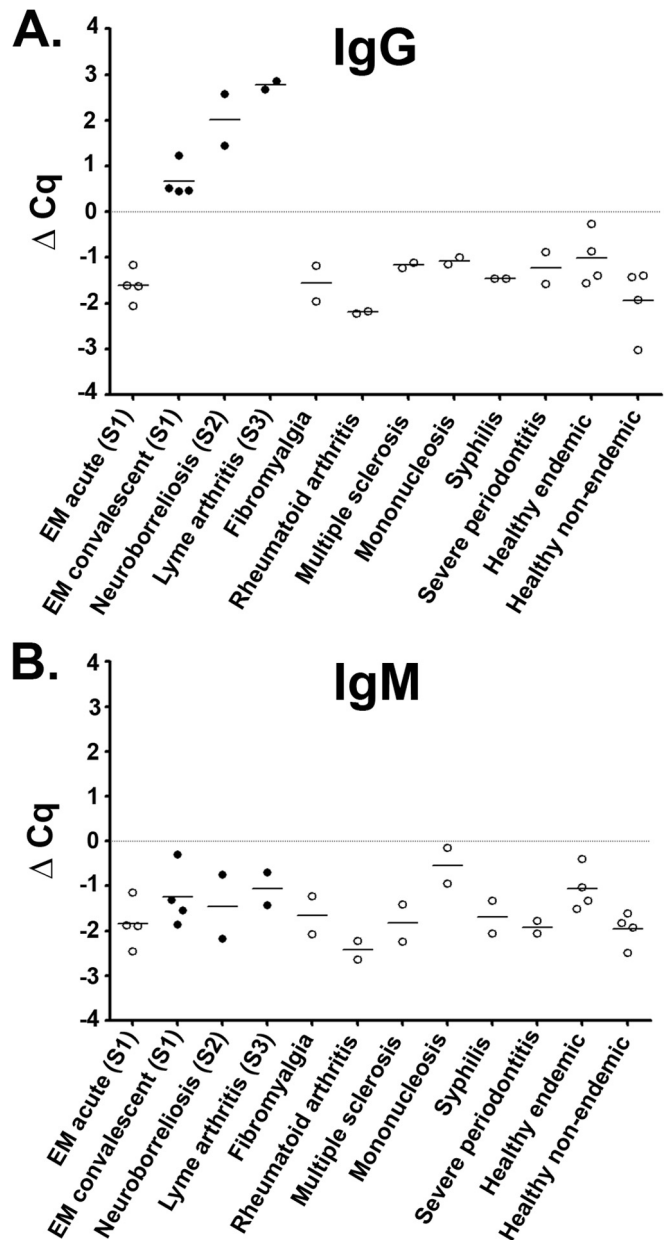 A.
IgG
4
3
2
1
0
-1
-2
-3
-4
Δ Cq
EM acute (S1)
EM convalescent (S1)
Neuroborreliosis (S2)
Lyme arthritis (S3)
Fibromyalgia
Rheumatoid arthritis
Multiple sclerosis
Mononucleosis
Syphilis
Severe periodontitis
Healthy endemic
Healthy non-endemic
B.
IgM
4
3
2
1
0
-1
-2
-3
-4
Δ Cq
EM acute (S1)
EM convalescent (S1)
Neuroborreliosis (S2)
Lyme arthritis (S3)
Fibromyalgia
Rheumatoid arthritis
Multiple sclerosis
Mononucleosis
Syphilis
Severe periodontitis
Healthy endemic
Healthy non-endemic